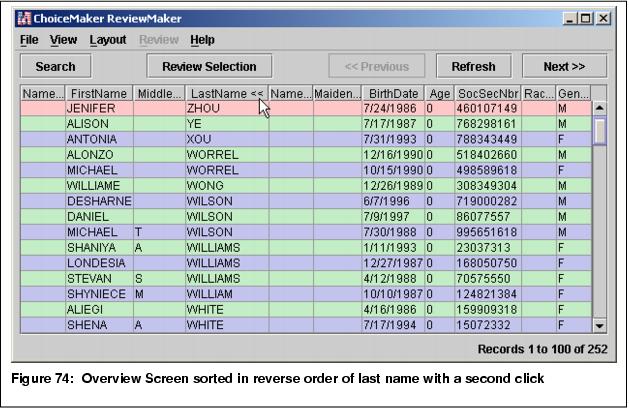 ChoiceMaker ReviewMaker
File View Layout Review Help
Search Review Selection << Previous Refresh Next >>
Name... FirstName Middle... LastName << Name... Maiden... BirthDate Age SocSecNbr Rac... Gen...
JENIFER ZHOU 7/24/1986 0 460107149 M
ALISON YE 7/17/1987 0 768298161 M
ANTONIA XOU 7/31/1993 0 788343449 F
ALONZO WORREL 12/16/1990 0 518402660 M
MICHAEL WORREL 10/15/1990 0 498589618 F
WILLIAME WONG 12/26/1989 0 308349304 M
DESHARNE WILSON 6/7/1996 0 719000282 M
DANIEL WILSON 7/9/1997 0 86077557 M
MICHAEL T WILSON 7/30/1988 0 995651618 M
SHANIYA A WILLIAMS 1/11/1993 0 23037313 F
LONDESIA WILLIAMS 12/27/1987 0 168050750 F
STEVAN S WILLIAMS 4/12/1988 0 70575550 F
SHYNIECE M WILLIAM 10/10/1987 0 124821384 F
ALIEGI WHITE 4/16/1986 0 159909318 F
SHENA A WHITE 7/17/1994 0 15072332 F
Records 1 to 100 of 252
Figure 74: Overview Screen sorted in reverse order of last name with a second click